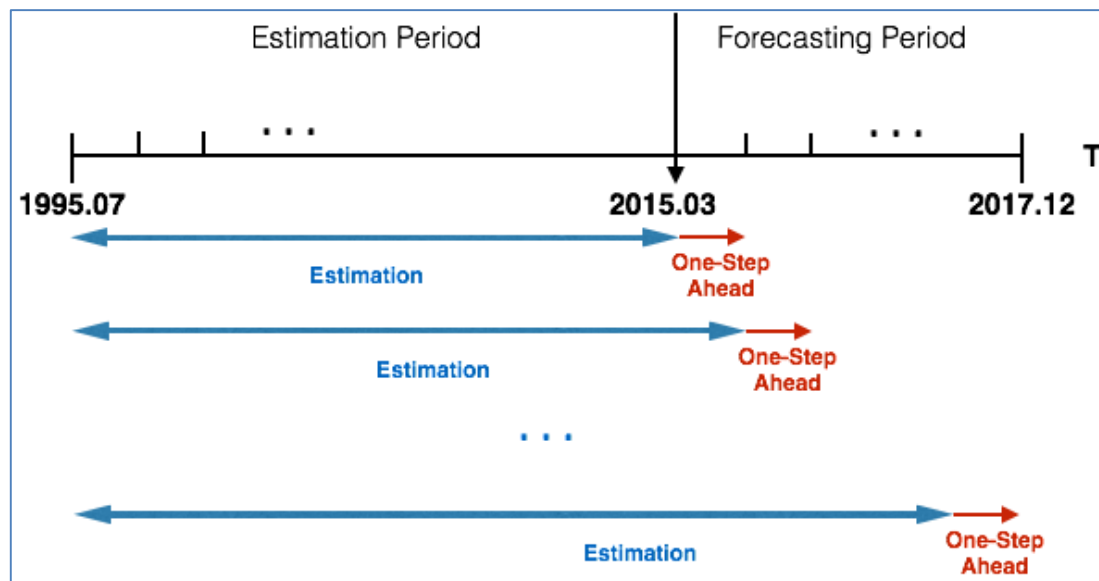 Estimation Period
Forecasting Period
. . .
. . .
T
1995.07
2015.03
2017.12
Estimation
One-Step
Ahead
Estimation
One-Step
Ahead
. . .
Estimation
One-Step
Ahead